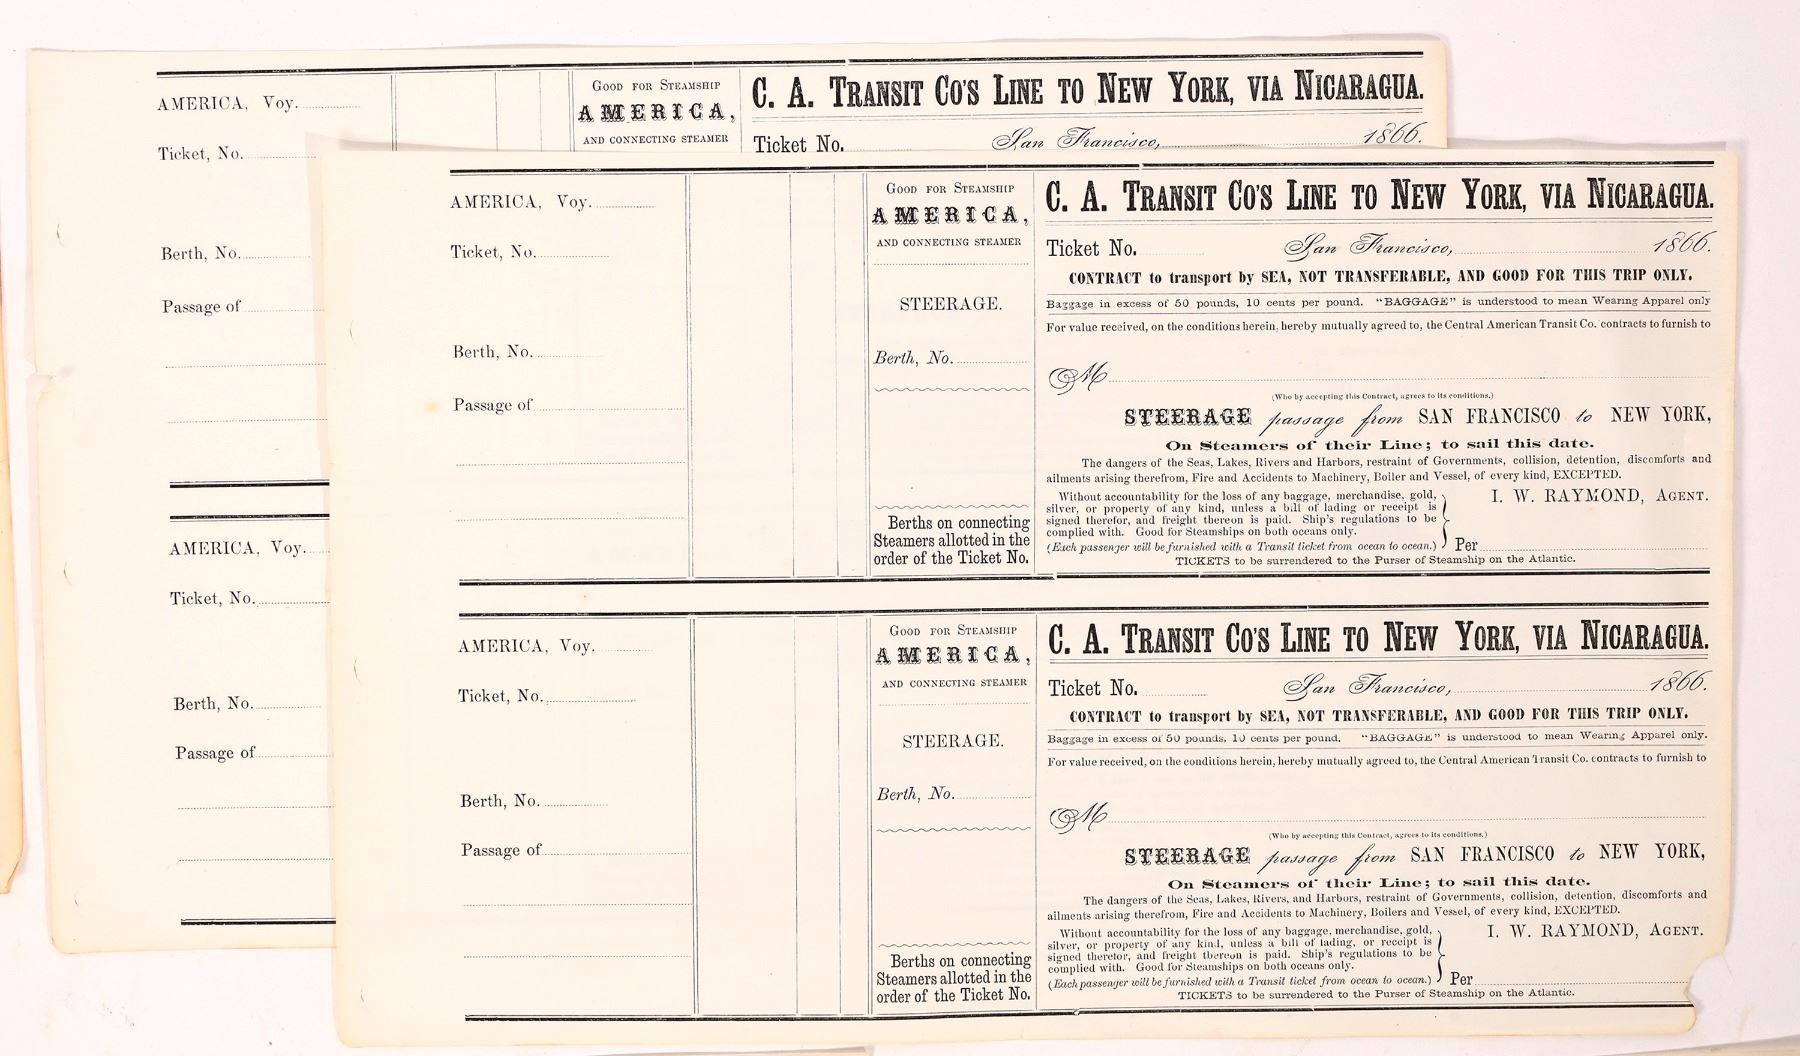 AMERICA, Voy.
Ticket, No.
Berth, No.
Passage of
GOOD FOR STEAMSHIP
AMERICA,
AND CONNECTING STEAMER
C. A. TRANSIT CO'S LINE TO NEW YORK, VIA NICARAGUA.
Ticket No. San Francisco, 1866.
AMERICA, Voy.
Ticket, No.
Berth, No.
Passage of
AMERICA, Voy.
Ticket, No.
Berth, No.
Passage of
GOOD FOR STEAMSHIP
AMERICA,
AND CONNECTING STEAMER
STEERAGE.
Berth, No.
Berths on connecting
Steamers allotted in the
order of the Ticket No.
C. A. TRANSIT CO'S LINE TO NEW YORK, VIA NICARAGUA.
Ticket No. San Francisco, 1866.
CONTRACT to transport by SEA, NOT TRANSFERABLE, AND GOOD FOR THIS TRIP ONLY.
Baggage in excess of 50 pounds, 10 cents per pound. "BAGGAGE" is understood to mean Wearing Apparel only
For value received, on the conditions herein, hereby mutually agreed to, the Central American Transit Co. contracts to furnish to
M
(Who by accepting this Contract, agrees to its conditions.)
STEERAGE passage from SAN FRANCISCO to NEW YORK,
On Steamers of their Line; to sail this date.
The dangers of the Seas, Lakes, Rivers and Harbors, restraint of Governments, collision, detention, discomforts and
ailments arising therefrom, Fire and Accidents to Machinery, Boiler and Vessel, of every kind, EXCEPTED.
Without accountability for the loss of any baggage, merchandise, gold,
silver, or property of any kind, unless a bill of lading or receipt is
signed therefor, and freight thereon is paid. Ship's regulations to be
complied with. Good for Steamships on both oceans only.
(Each passenger will be furnished with a Transit ticket from ocean to ocean.)
I. W. RAYMOND, AGENT.
Per
TICKETS to be surrendered to the Purser of Steamship on the Atlantic.
AMERICA, Voy.
Ticket, No.
Berth, No.
Passage of
GOOD FOR STEAMSHIP
AMERICA,
AND CONNECTING STEAMER
STEERAGE.
Berth, No.
Berths on connecting
Steamers allotted in the
order of the Ticket No.
C. A. TRANSIT CO'S LINE TO NEW YORK, VIA NICARAGUA.
Ticket No. San Francisco, 1866.
CONTRACT to transport by SEA, NOT TRANSFERABLE, AND GOOD FOR THIS TRIP ONLY.
Baggage in excess of 50 pounds, 10 cents per pound. "BAGGAGE" is understood to mean Wearing Apparel only.
For value received, on the conditions herein, hereby mutually agreed to, the Central American Transit Co. contracts to furnish to
M
(Who by accepting this Contract, agrees to its conditions.)
STEERAGE passage from SAN FRANCISCO to NEW YORK,
On Steamers of their Line; to sail this date.
The dangers of the Seas, Lakes, Rivers, and Harbors, restraint of Governments, collision, detention, discomforts and
ailments arising therefrom, Fire and Accidents to Machinery, Boilers and Vessel, of every kind, EXCEPTED.
Without accountability for the loss of any baggage, merchandise, gold,
silver, or property of any kind, unless a bill of lading, or receipt is
signed therefor, and freight thereon is paid. Ship's regulations to be
complied with. Good for Steamships on both oceans only.
(Each passenger will be furnished with a Transit ticket from ocean to ocean.)
I. W. RAYMOND, AGENT.
Per
TICKETS to be surrendered to the Purser of Steamship on the Atlantic.